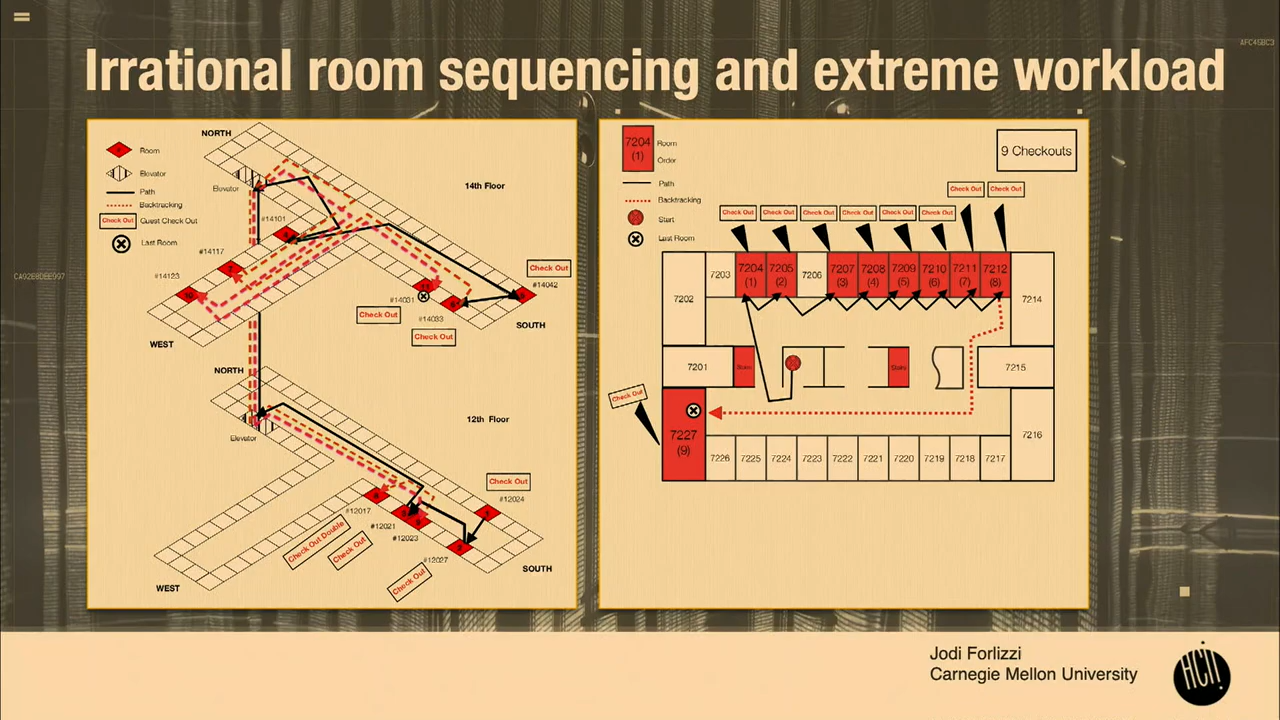 AFC45BC3
Irrational room sequencing and extreme workload
NORTH
Room
Elevator
Path
Backtracking
Check Out
Guest Check Out
Last Room
Elevator
14th Floor
#14101
#14117
#14123
Check Out
#14042
#14031
#14033
Check Out
Check Out
SOUTH
WEST
NORTH
12th Floor
Elevator
Check Out
#12024
#12017
#12021
#12023
#12027
Check Out Double
Check Out
Check Out
SOUTH
WEST
7204
(1)
Room
Order
Path
Backtracking
Start
Last Room
9 Checkouts
Check Out
Check Out
Check Out
Check Out
Check Out
Check Out
Check Out
Check Out
7202
7203
7204
(1)
7205
(2)
7206
7207
(3)
7208
(4)
7209
(5)
7210
(6)
7211
(7)
7212
(8)
7214
7201
Stairs
Stairs
7215
Check Out
7227
(9)
7226
7225
7224
7223
7222
7221
7220
7219
7218
7217
7216
Jodi Forlizzi
Carnegie Mellon University
HCII